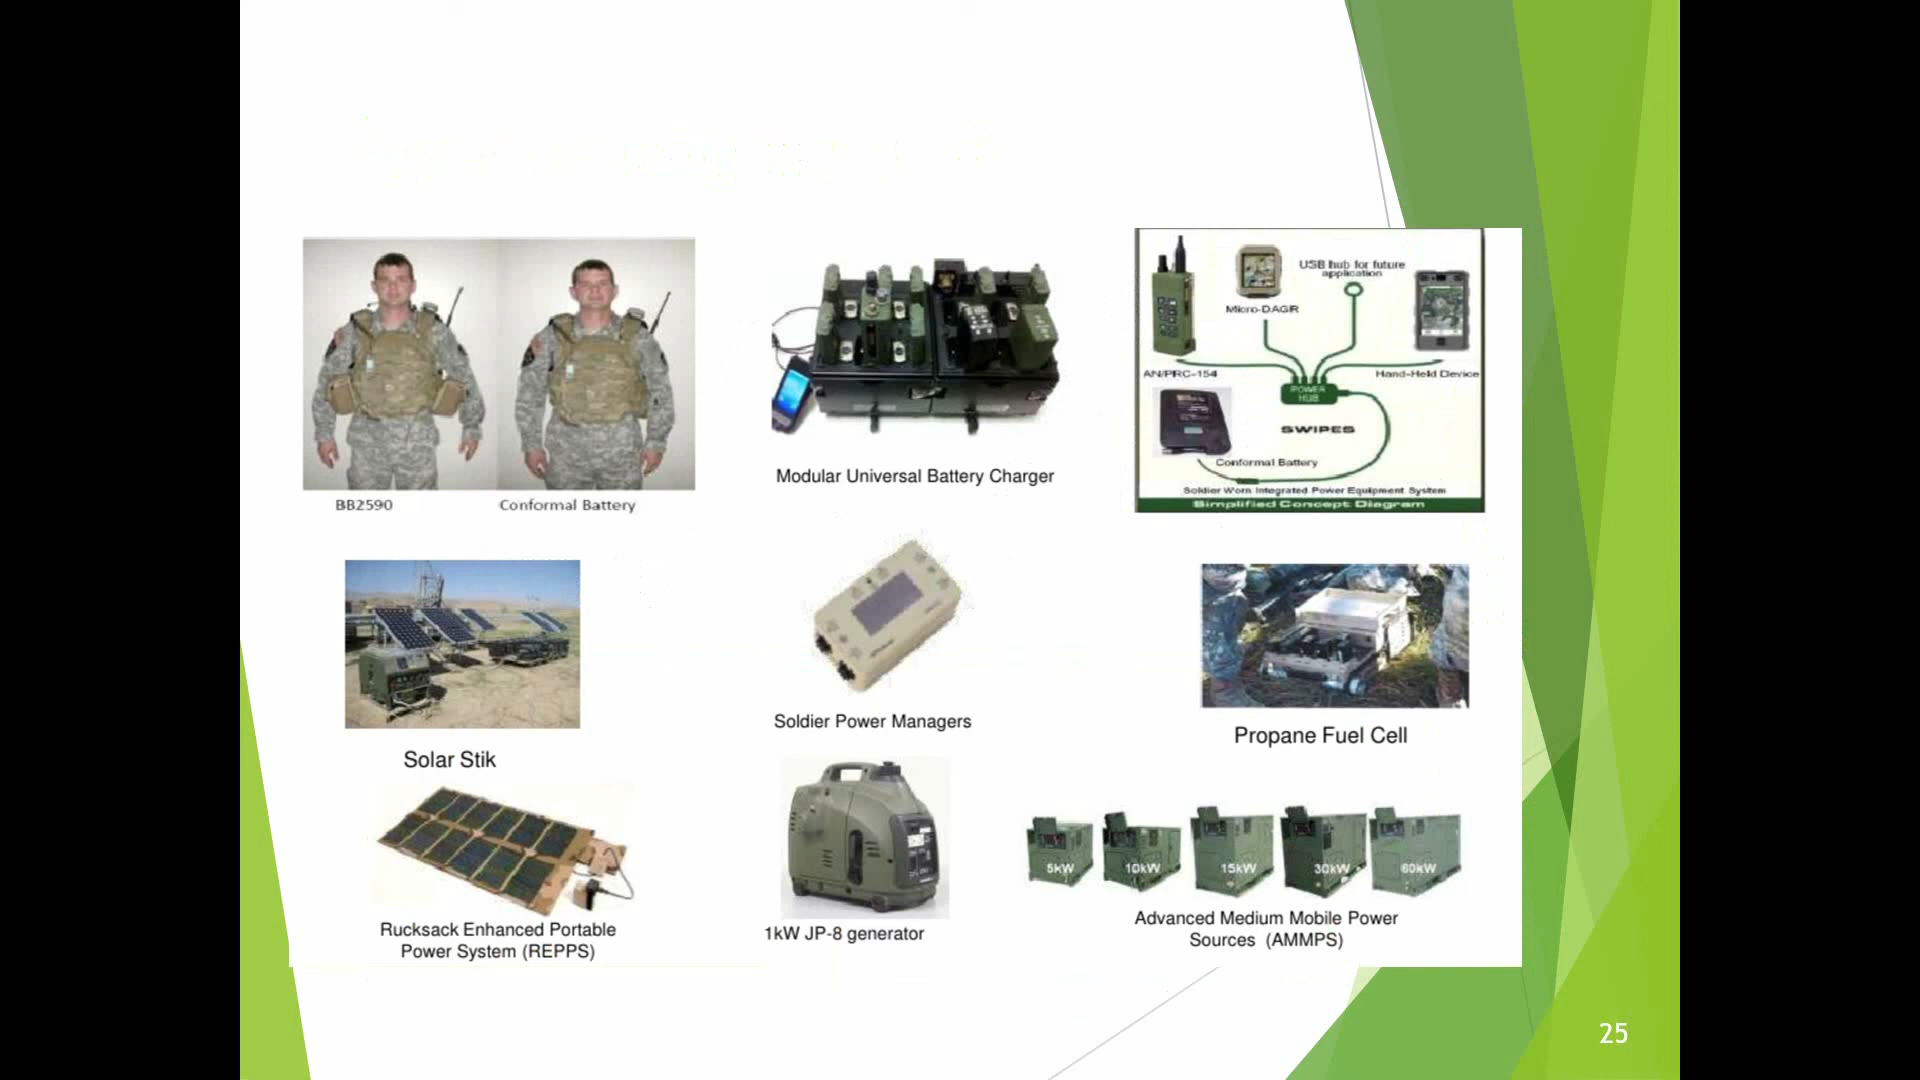 BB2590
Conformal Battery
Modular Universal Battery Charger
USB hub for future
application
Micro-DAGR
AN/PRC-154
Hand-Held Device
POWER
HUB
SWIPES
Conformal Battery
Soldier Worn Integrated Power Equipment System
Simplified Concept Diagram
Solar Stik
Soldier Power Managers
Propane Fuel Cell
Rucksack Enhanced Portable
Power System (REPPS)
1kW JP-8 generator
5kW
10kW
15kW
30kW
60kW
Advanced Medium Mobile Power
Sources (AMMPS)
25